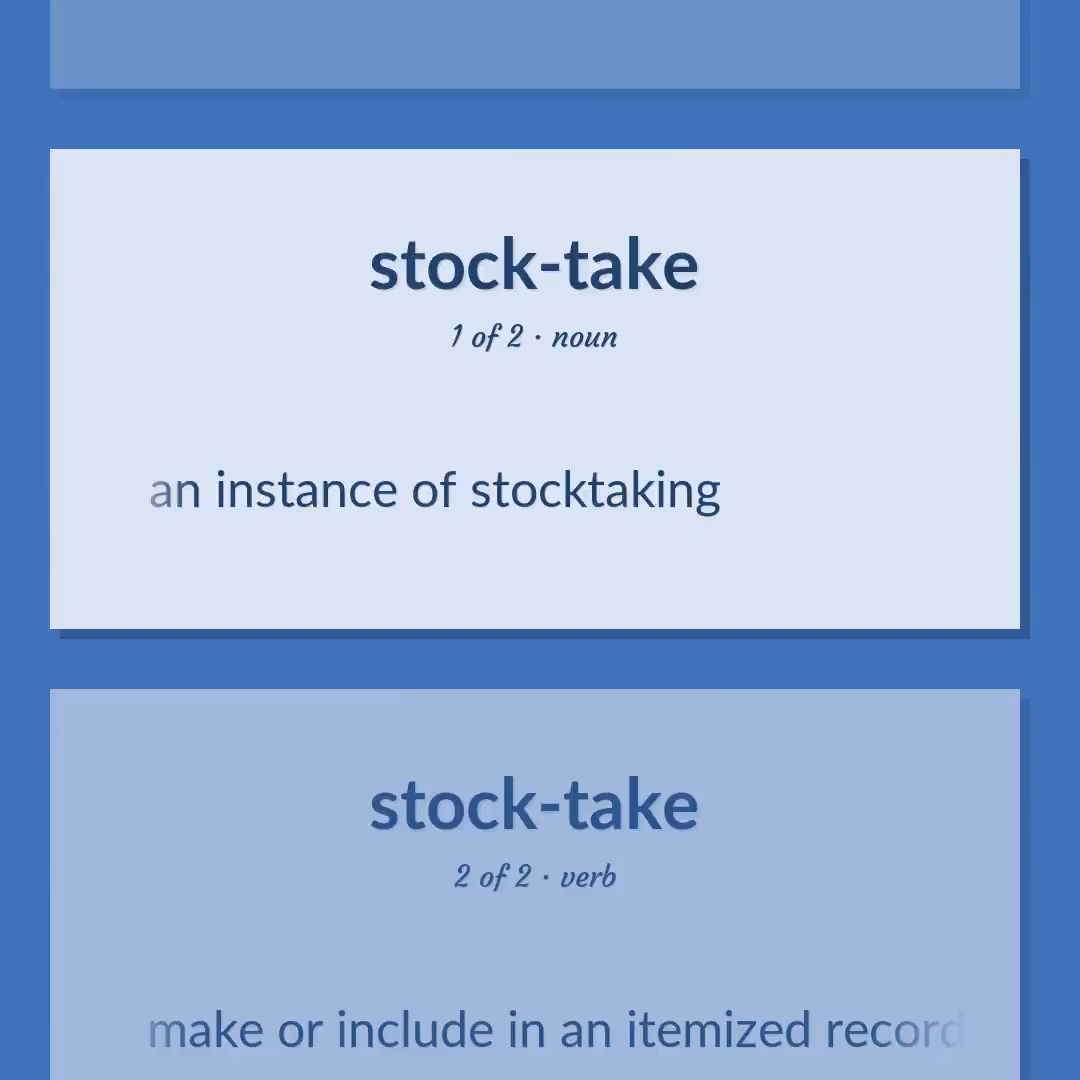 stock-take
1 of 2 · noun
an instance of stocktaking
stock-take
2 of 2 · verb
make or include in an itemized record